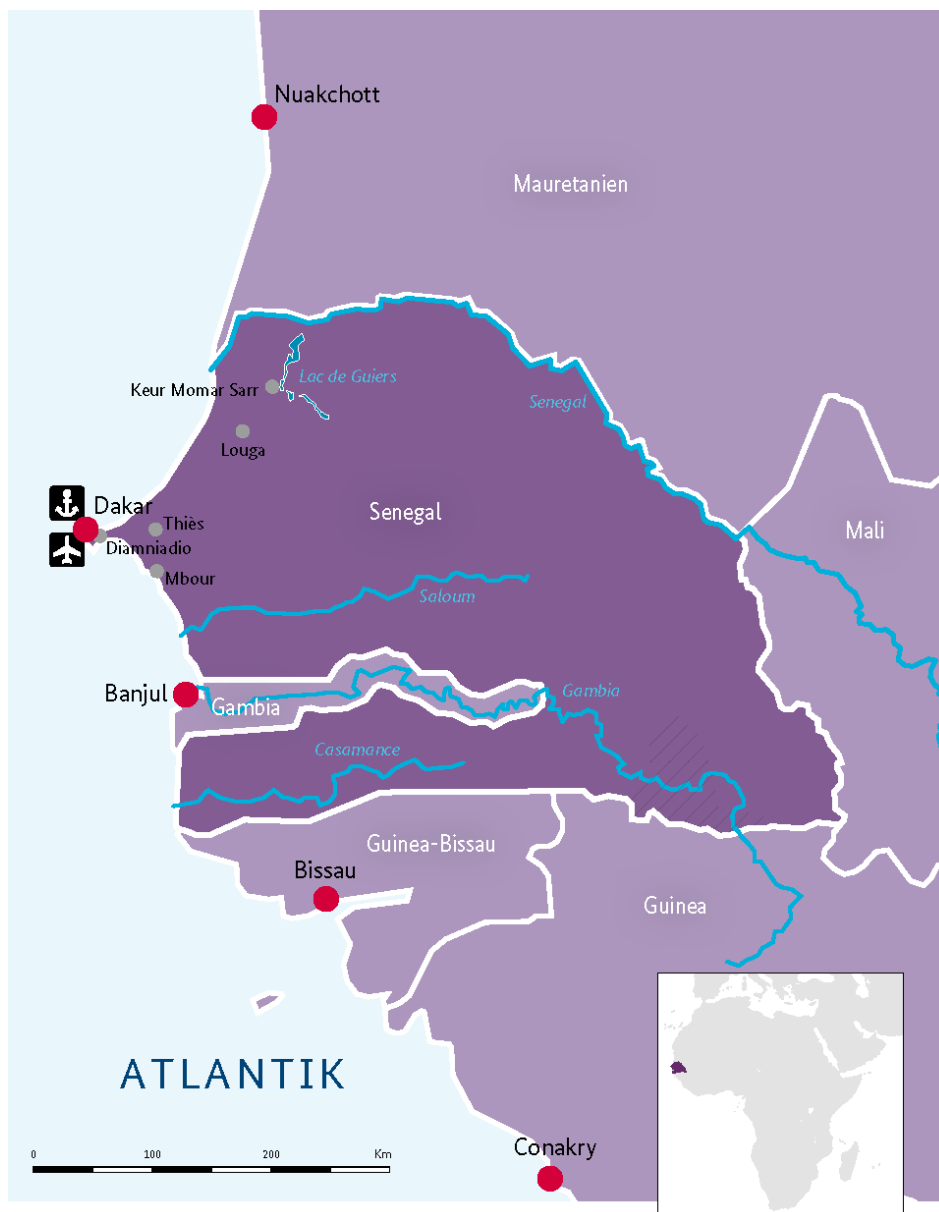 Nuakchott
Mauretanien
Lac de Guiers
Keur Momar Sarr
Senegal
Louga
Dakar
Senegal
Thiès
Mali
Diamniadio
Mbour
Saloum
Banjul
Gambia
Gambia
Casamance
Guinea-Bissau
Bissau
Guinea
ATLANTIK
Conakry
0 100 200 Km